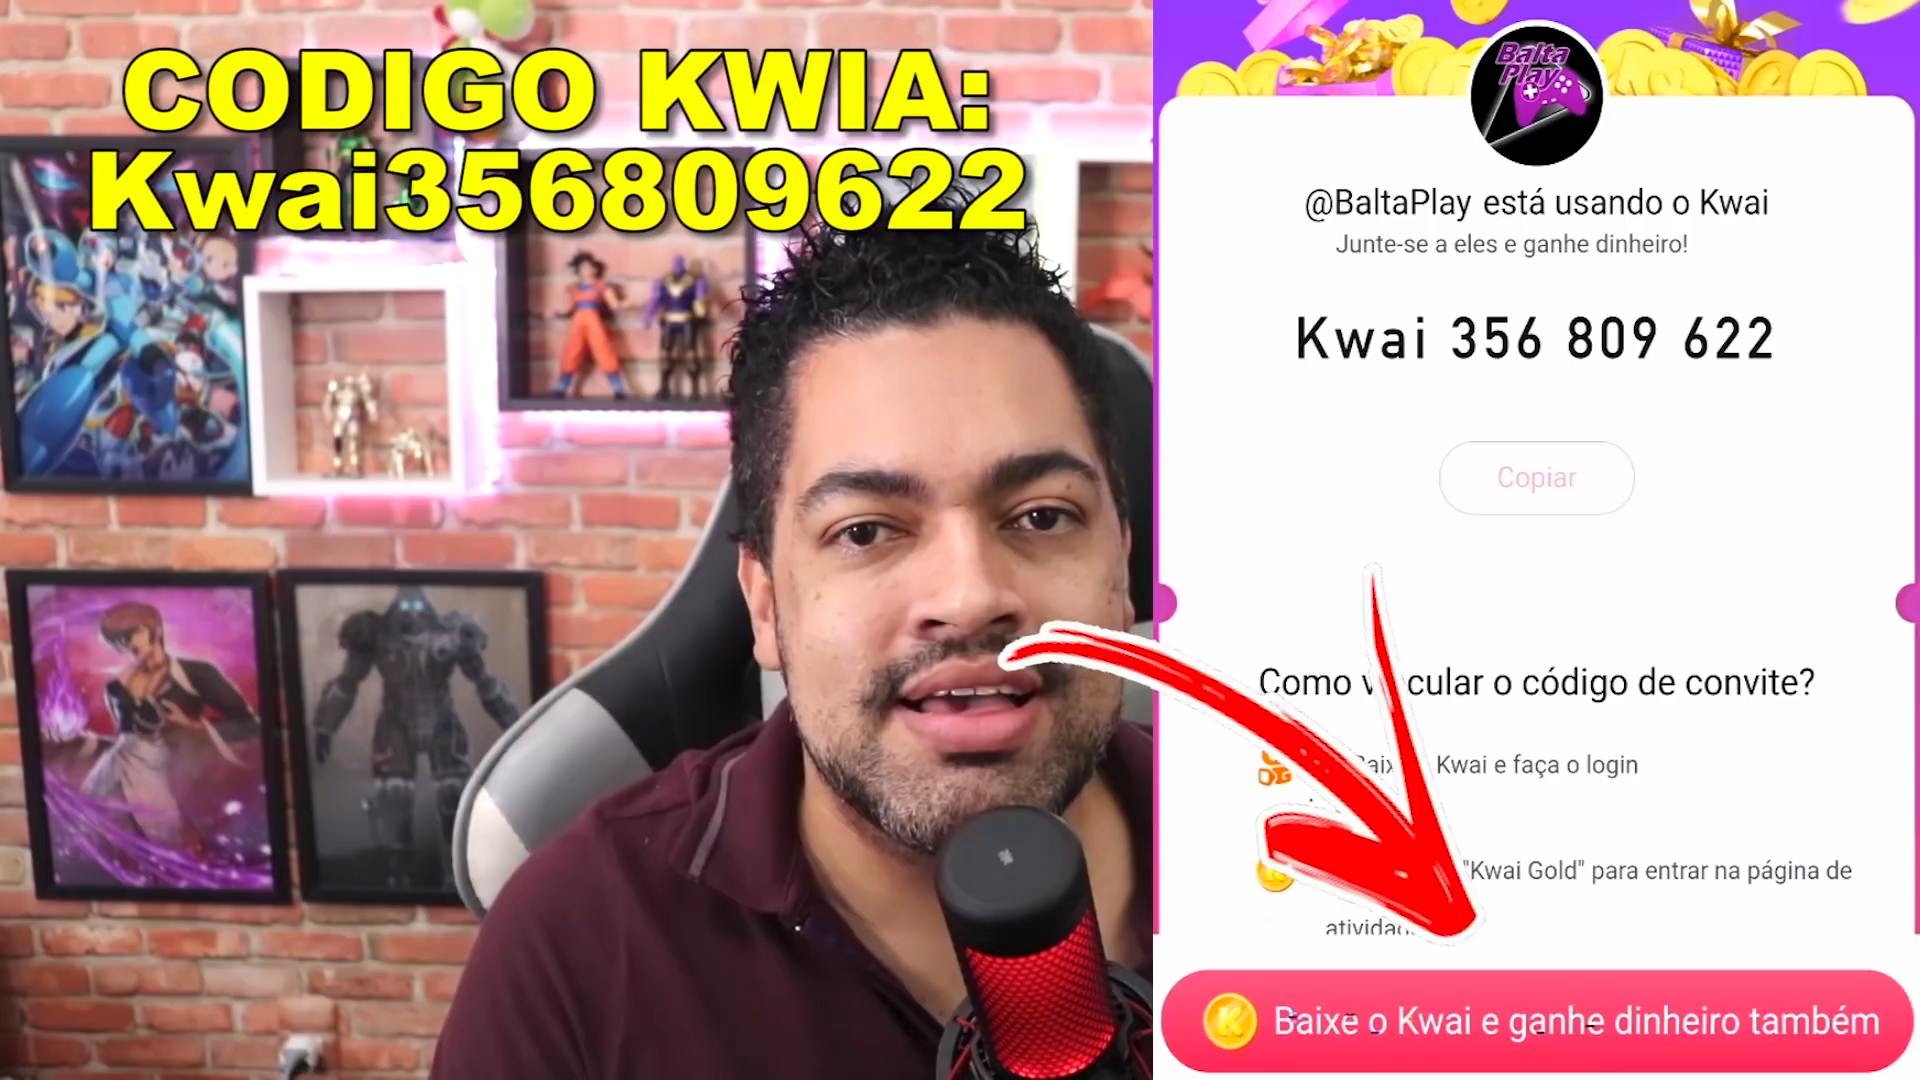 CODIGO KWIA:
Kwai356809622
Balta
Play
@BaltaPlay está usando o Kwai
Junte-se a eles e ganhe dinheiro!
Kwai 356 809 622
Copiar
Como cular o código de convite?
Kwai e faça o login
"Kwai Gold" para entrar na página de
Baixe o Kwai e ganhe dinheiro também